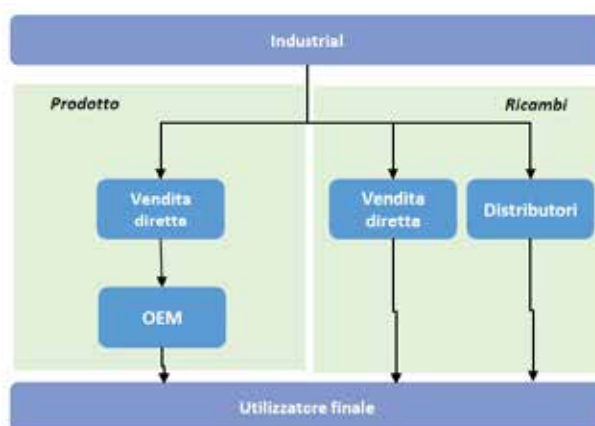 Industrial
Prodotto
Ricambi
Vendita
diretta
Vendita
diretta
Distributori
OEM
Utilizzatore finale